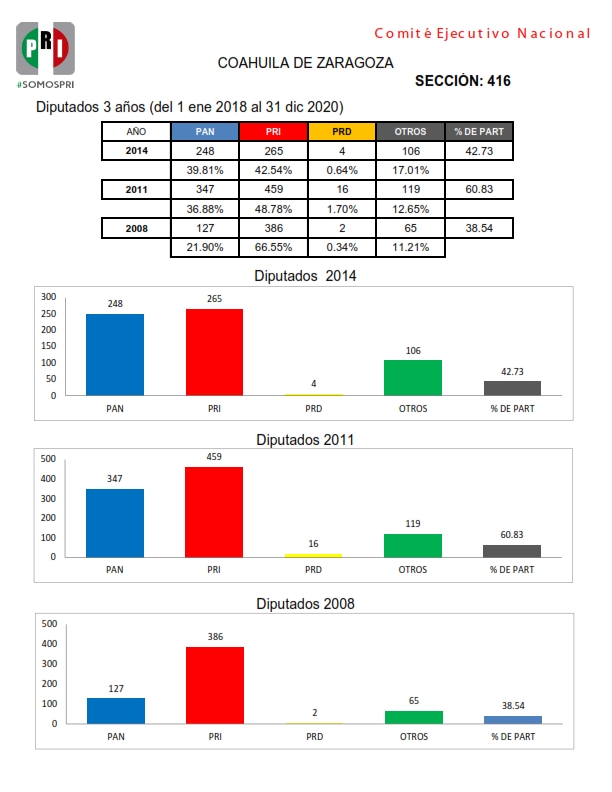 Comité Ejecutivo Nacional
PRI
#SOMOSPRI
COAHUILA DE ZARAGOZA
SECCIÓN: 416
Diputados 3 años (del 1 ene 2018 al 31 dic 2020)
AÑO PAN PRI PRD OTROS % DE PART
2014 248 265 4 106 42.73
39.81% 42.54% 0.64% 17.01%
2011 347 459 16 119 60.83
36.88% 48.78% 1.70% 12.65%
2008 127 386 2 65 38.54
21.90% 66.55% 0.34% 11.21%
Diputados 2014
300
250
200
150
100
50
0
248 265 4 106 42.73
PAN PRI PRD OTROS % DE PART
Diputados 2011
500
400
300
200
100
0
347 459 16 119 60.83
PAN PRI PRD OTROS % DE PART
Diputados 2008
500
400
300
200
100
0
127 386 2 65 38.54
PAN PRI PRD OTROS % DE PART